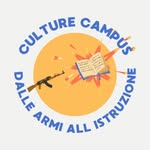 CULTURE CAMPUS
DALLE ARMI ALL ISTRUZIONE